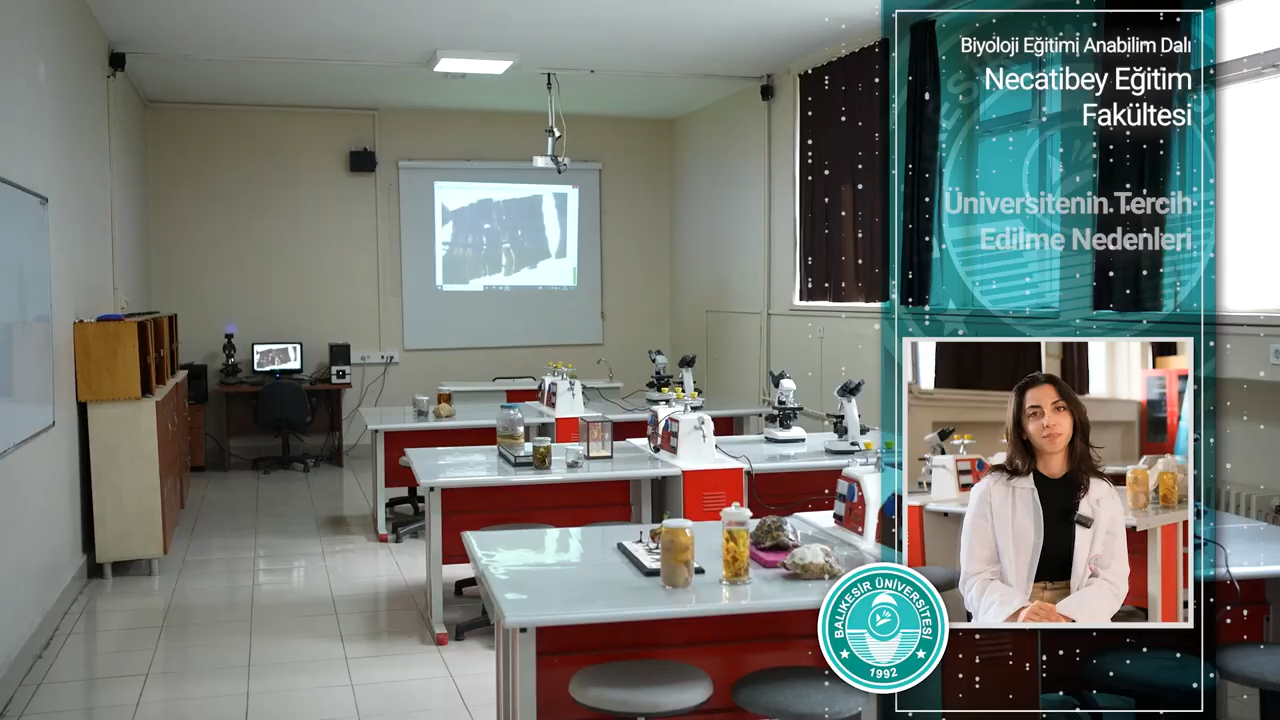 Biyoloji Eğitimi Anabilim Dalı
Necatibey Eğitim
Fakültesi
Üniversitenin Tercih
Edilme Nedenleri
BALIKESİR ÜNİVERSİTESİ
1992